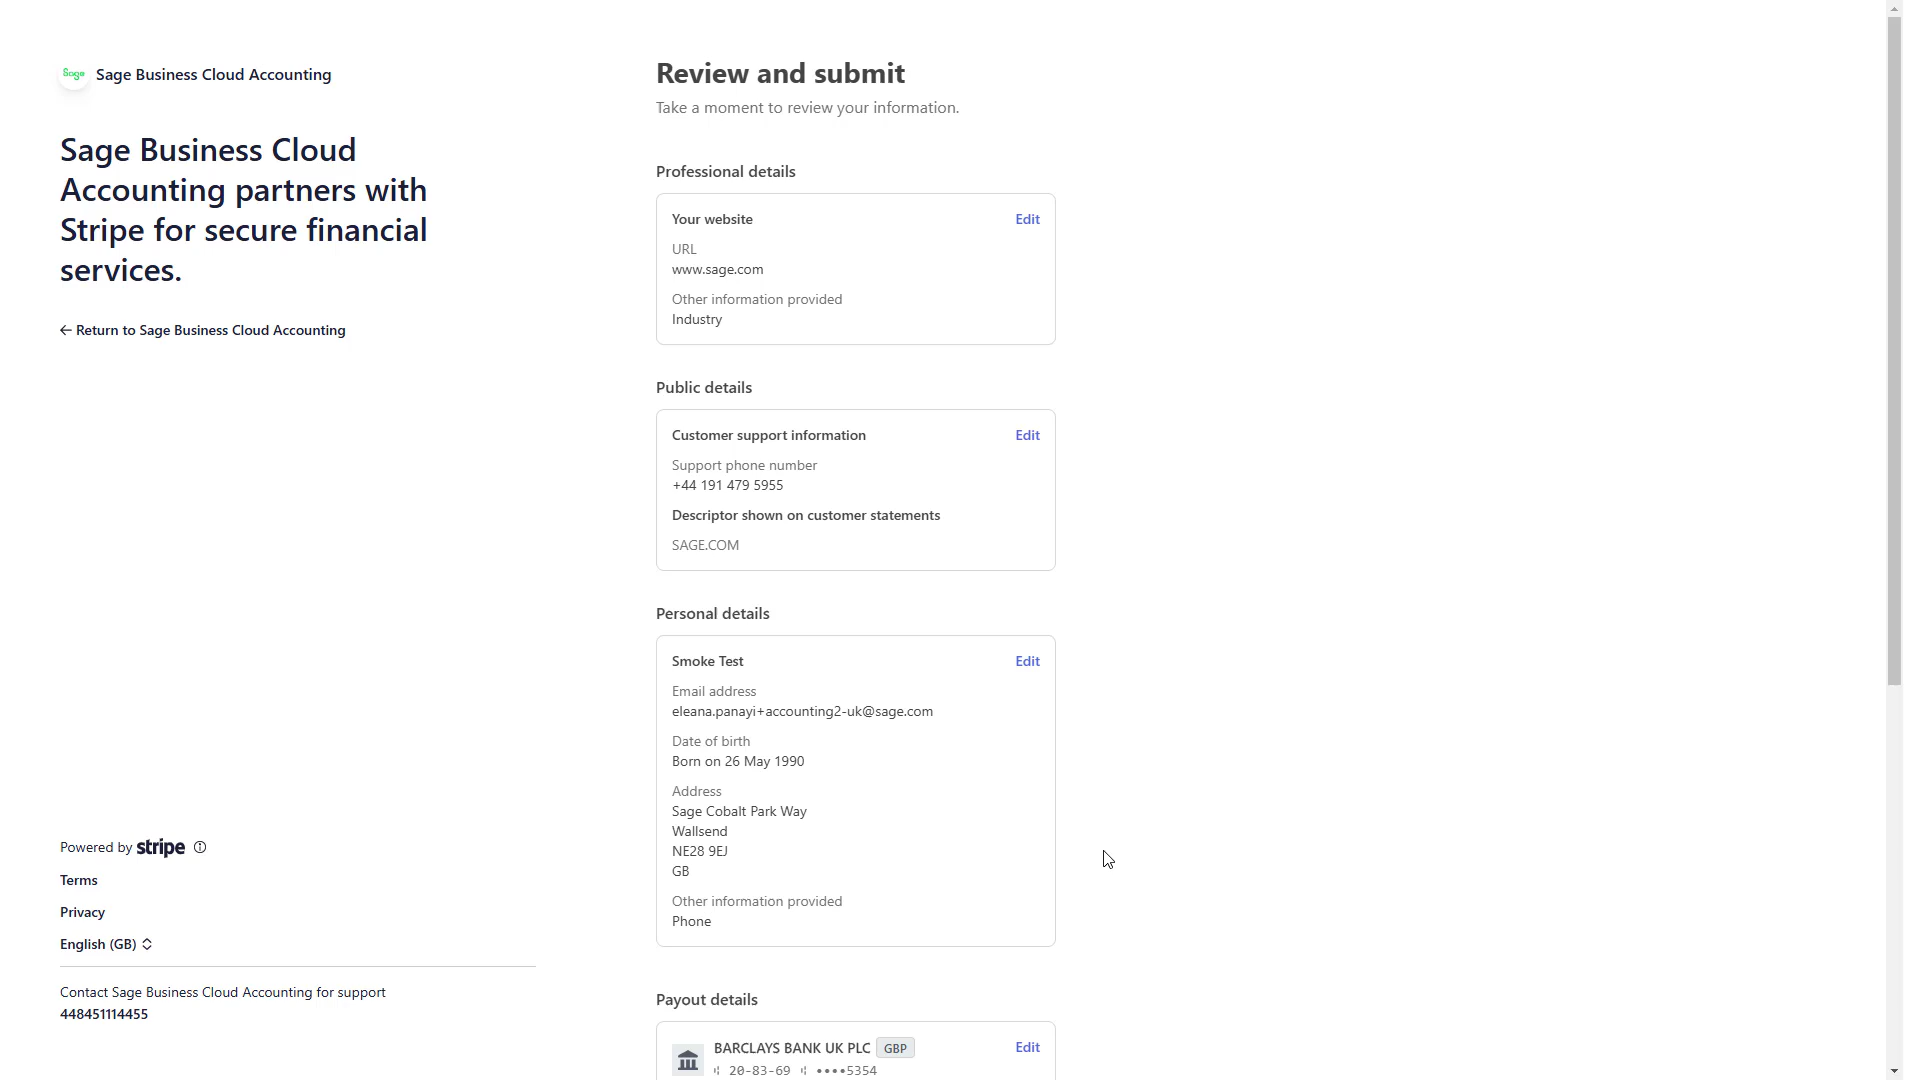 Sage
Sage Business Cloud Accounting
Sage Business Cloud
Accounting partners with
Stripe for secure financial
services.
← Return to Sage Business Cloud Accounting
Powered by stripe
Terms
Privacy
English (GB)
Contact Sage Business Cloud Accounting for support
448451114455
Review and submit
Take a moment to review your information.
Professional details
Your website
Edit
URL
www.sage.com
Other information provided
Industry
Public details
Customer support information
Edit
Support phone number
+44 191 479 5955
Descriptor shown on customer statements
SAGE.COM
Personal details
Smoke Test
Edit
Email address
eleana.panayi+accounting2-uk@sage.com
Date of birth
Born on 26 May 1990
Address
Sage Cobalt Park Way
Wallsend
NE28 9EJ
GB
Other information provided
Phone
Payout details
BARCLAYS BANK UK PLC GBP
Edit
20-83-69 ••••5354